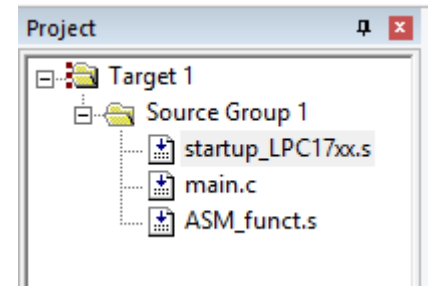 Project
Target 1
Source Group 1
startup_LPC17xx.s
main.c
ASM_funct.s